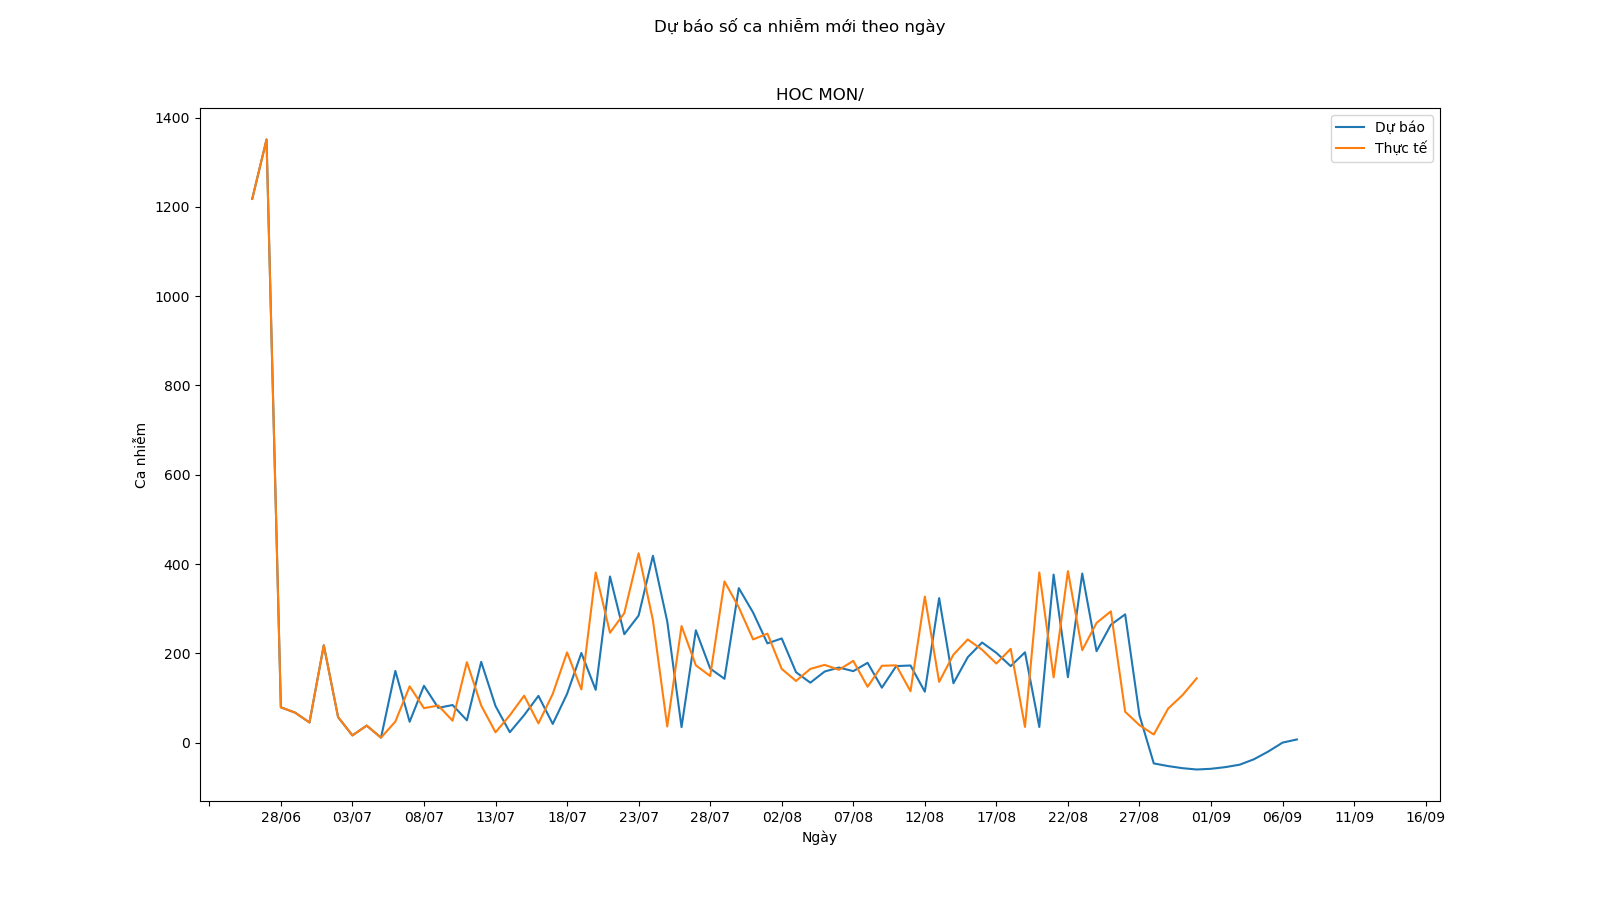 Dự báo số ca nhiễm mới theo ngày
HOC MON/
Dự báo
Thực tế
Ca nhiễm
1400
1200
1000
800
600
400
200
0
28/06 03/07 08/07 13/07 18/07 23/07 28/07 02/08 07/08 12/08 17/08 22/08 27/08 01/09 06/09 11/09 16/09
Ngày